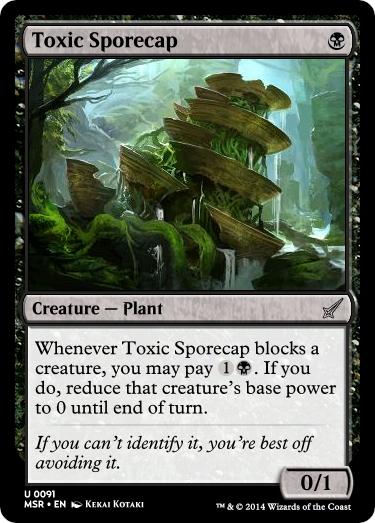 Toxic Sporecap
Creature — Plant
Whenever Toxic Sporecap blocks a
creature, you may pay 1. If you
do, reduce that creature's base power
to 0 until end of turn.
If you can't identify it, you're best off
avoiding it.
0/1
U 0091
MSR • EN Kekai Kotaki
™ & © 2014 Wizards of the Coast